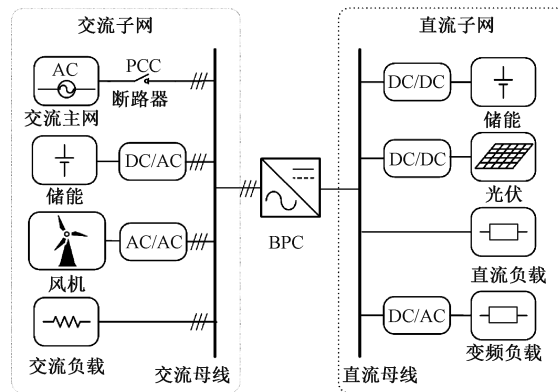 交流子网
直流子网
AC
PCC
断路器
交流主网
DC/DC
储能
DC/AC
储能
DC/DC
光伏
BPC
AC/AC
风机
直流负载
交流负载
DC/AC
变频负载
交流母线
直流母线